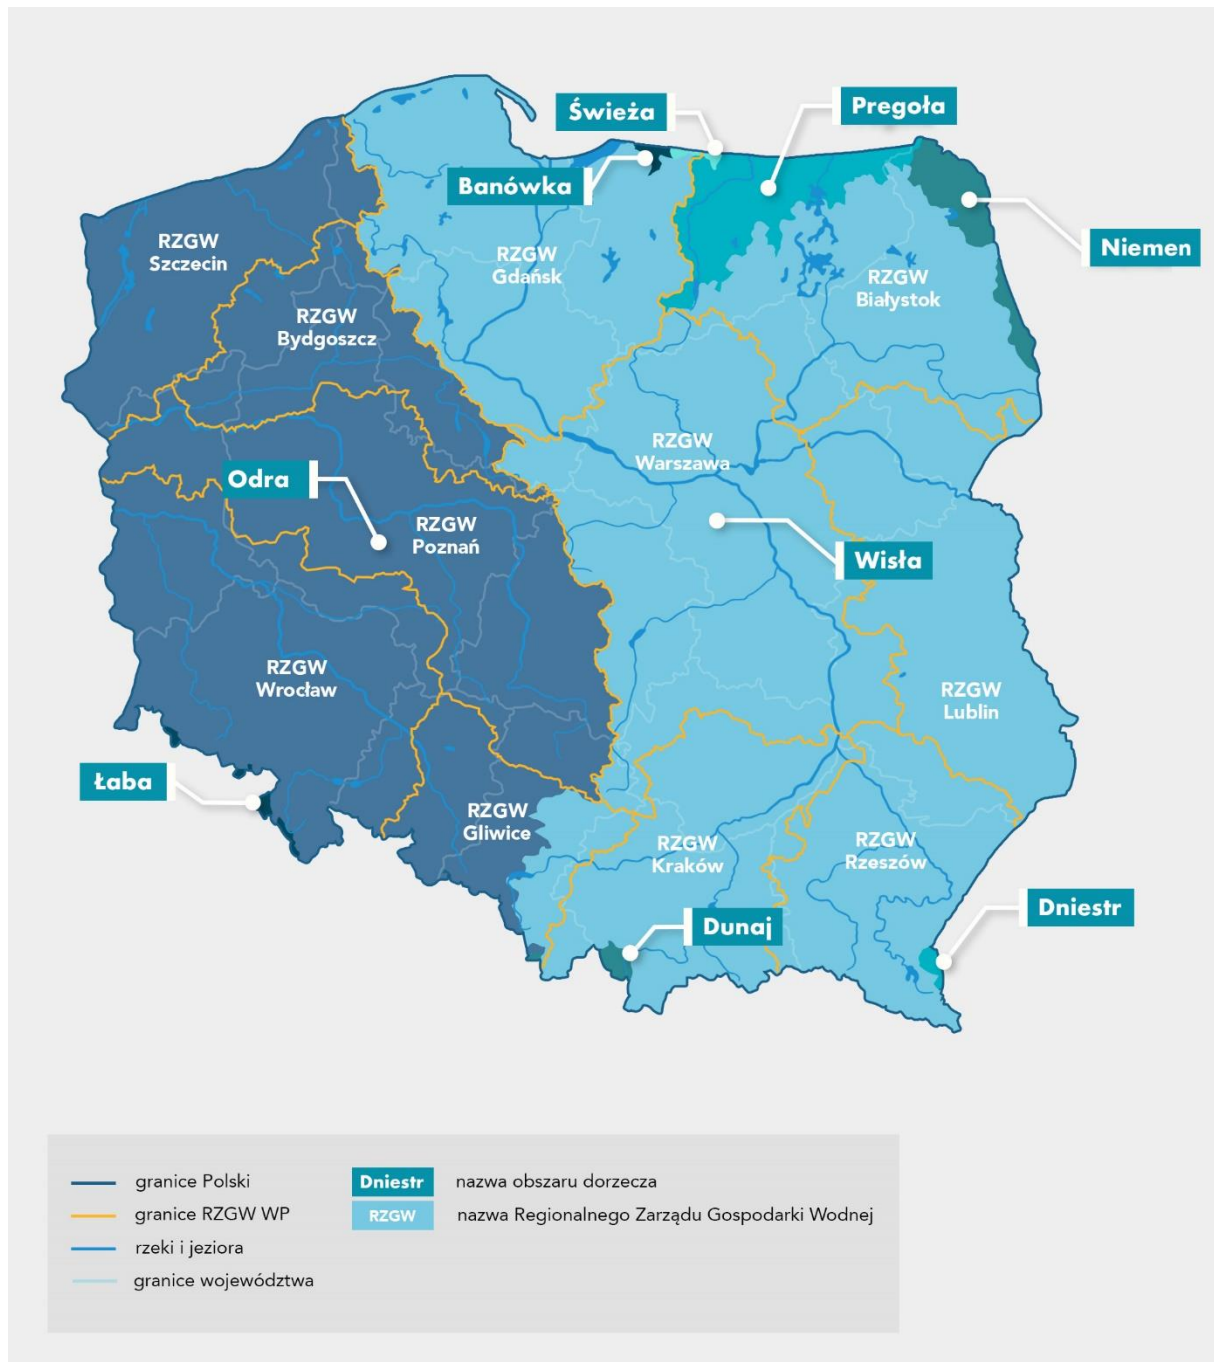 Świeża
Pregoła
Banówka
Niemen
RZGW
Szczecin
RZGW
Gdańsk
RZGW
Białystok
RZGW
Bydgoszcz
RZGW
Warszawa
Odra
RZGW
Poznań
Wisła
RZGW
Wrocław
RZGW
Lublin
Łaba
RZGW
Gliwice
RZGW
Kraków
RZGW
Rzeszów
Dniestr
Dunaj
granice Polski
granice RZGW WP
rzeki i jeziora
granice województwa
Dniestr nazwa obszaru dorzecza
RZGW nazwa Regionalnego Zarządu Gospodarki Wodnej